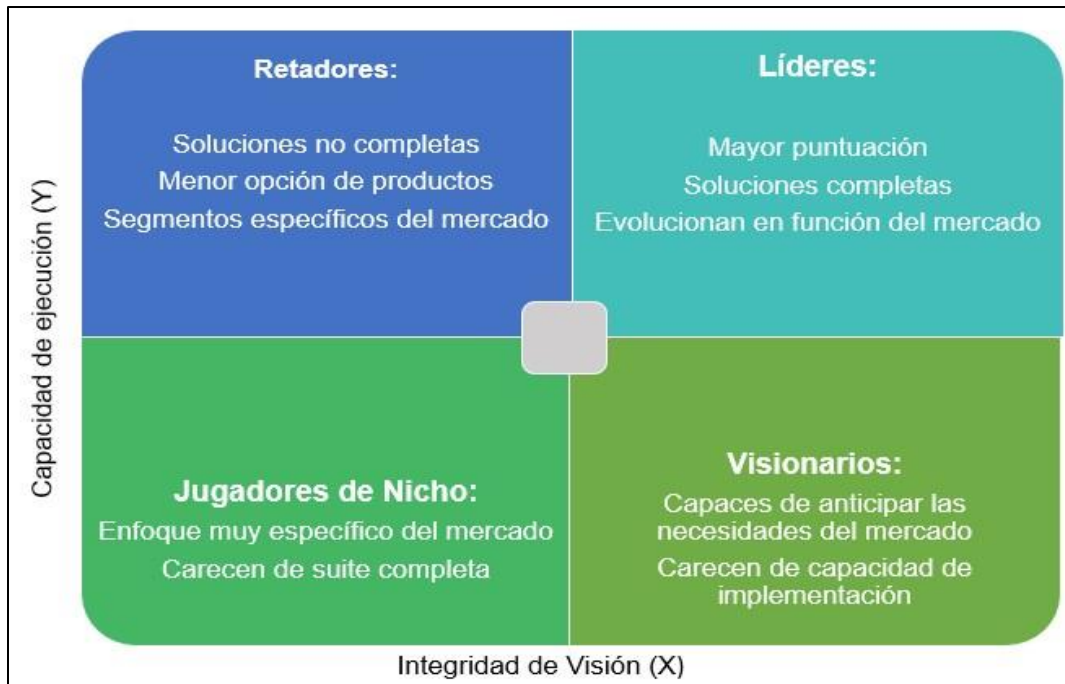 Retadores:
Soluciones no completas
Menor opción de productos
Segmentos específicos del mercado
Líderes:
Mayor puntuación
Soluciones completas
Evolucionan en función del mercado
Capacidad de ejecución (Y)
Jugadores de Nicho:
Enfoque muy específico del mercado
Carecen de suite completa
Visionarios:
Capaces de anticipar las
necesidades del mercado
Carecen de capacidad de
implementación
Integridad de Visión (X)